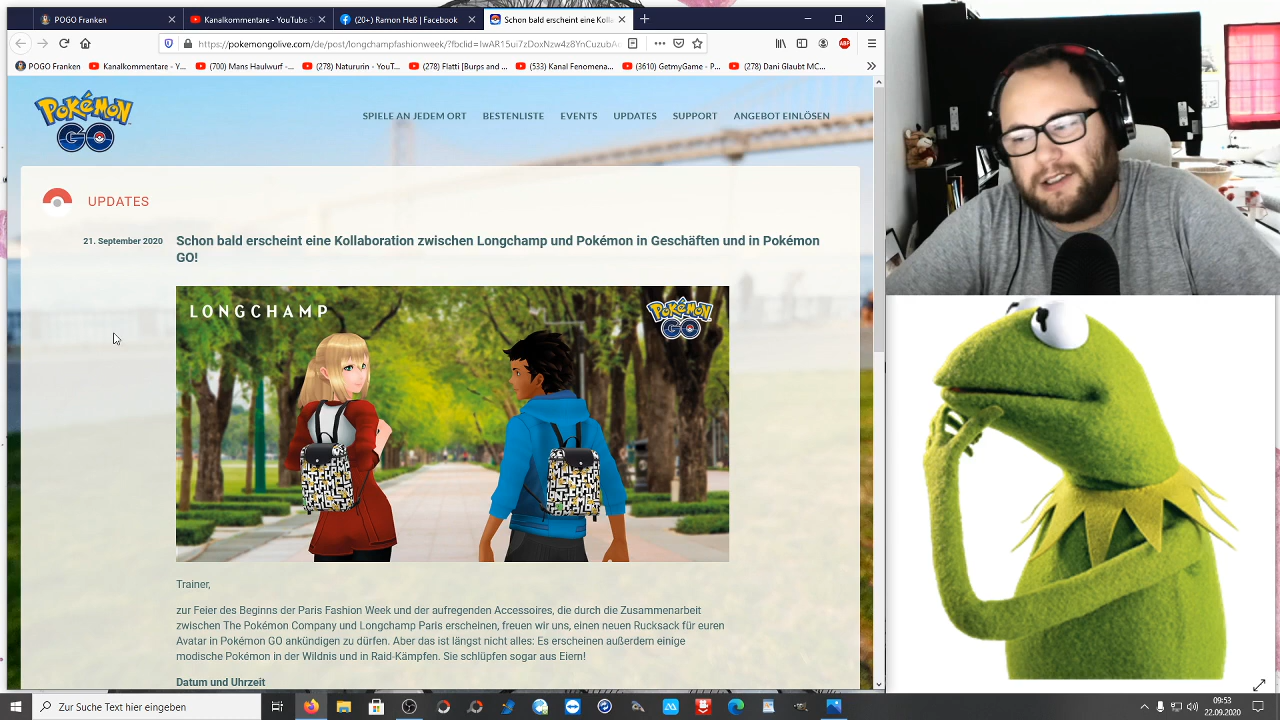 POGO Franken
Kanalkommentare - YouTube S
(20+) Ramon Heß | Facebook
Schon bald erscheint eine Kolla
https://pokemongolive.com/de/post/longchampfashionweek/?fbclid=IwAR15ui7zDoxNzw4z8YnCuzubA
ABP
POGO Franken
Kanalkommentare - Y...
(700) Mans Haulwurf - ...
(278) Natururin - YouT...
(278) Flatti [Burps and ...
(533) Kanal Fenomena...
(3610) GetmyGame - P...
(278) Dani Glaubt MC...
POKéMON
GO
SPIELE AN JEDEM ORT
BESTENLISTE
EVENTS
UPDATES
SUPPORT
ANGEBOT EINLÖSEN
UPDATES
21. September 2020
Schon bald erscheint eine Kollaboration zwischen Longchamp und Pokémon in Geschäften und in Pokémon
GO!
LONGCHAMP
POKéMON
GO
Trainer,
zur Feier des Beginns der Paris Fashion Week und der aufregenden Accessoires, die durch die Zusammenarbeit
zwischen The Pokémon Company und Longchamp Paris erscheinen, freuen wir uns, einen neuen Rucksack für euren
Avatar in Pokémon GO ankündigen zu dürfen. Aber das ist längst nicht alles: Es erscheinen außerdem einige
modische Pokémon in der Wildnis und in Raid-Kämpfen. Sie schlüpfen sogar aus Eiern!
Datum und Uhrzeit
Zur Suche Text hier eingeben
09:53
22.09.2020